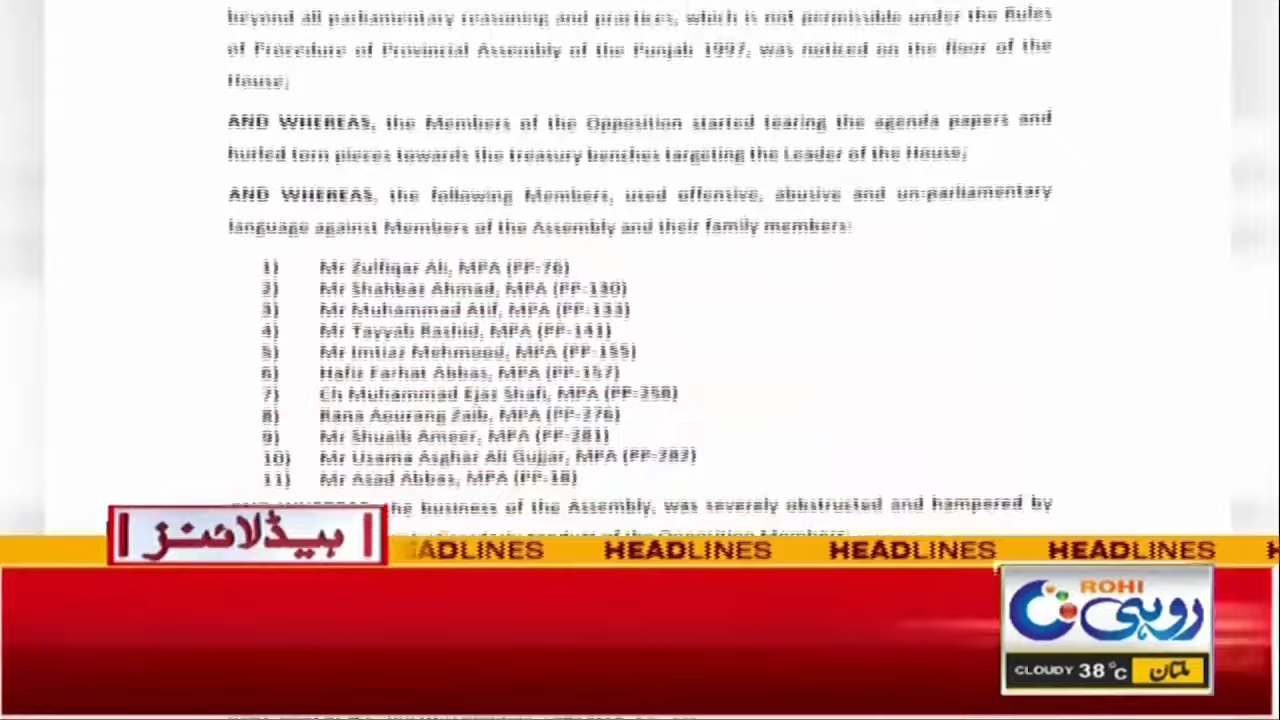 beyond all parliamentary reasoning and practices, which is not permissible under the Rules
of Procedure of Provincial Assembly of the Punjab 1997, was noticed on the floor of the
House;
AND WHEREAS, the Members of the Opposition started tearing the agenda papers and
hurled torn pieces towards the treasury benches targeting the Leader of the House;
AND WHEREAS, the following Members, used offensive, abusive and un-parliamentary
language against Members of the Assembly and their family members:
1) Mr Zulfiqar Ali, MPA (PP-70)
2) Mr Shahbaz Ahmad, MPA (PP-130)
3) Mr Muhammad Atif, MPA (PP-133)
4) Mr Tayyab Rashid, MPA (PP-141)
5) Mr Imtiaz Mehmood, MPA (PP-155)
6) Hafiz Farhat Abbas, MPA (PP-157)
7) Ch Muhammad Ejaz Shafi, MPA (PP-258)
8) Rana Aourang Zaib, MPA (PP-276)
9) Mr Shuaib Ameer, MPA (PP-281)
10) Mr Usama Asghar Ali Gujjar, MPA (PP-282)
11) Mr Asad Abbas, MPA (PP-18)
the business of the Assembly, was severely obstructed and hampered by
conduct of the Opposition Members;
ہیڈلائنز
ADLINES HEADLINES HEADLINES HEADLINES
ROHI
روہی
CLOUDY 38°C ملتان